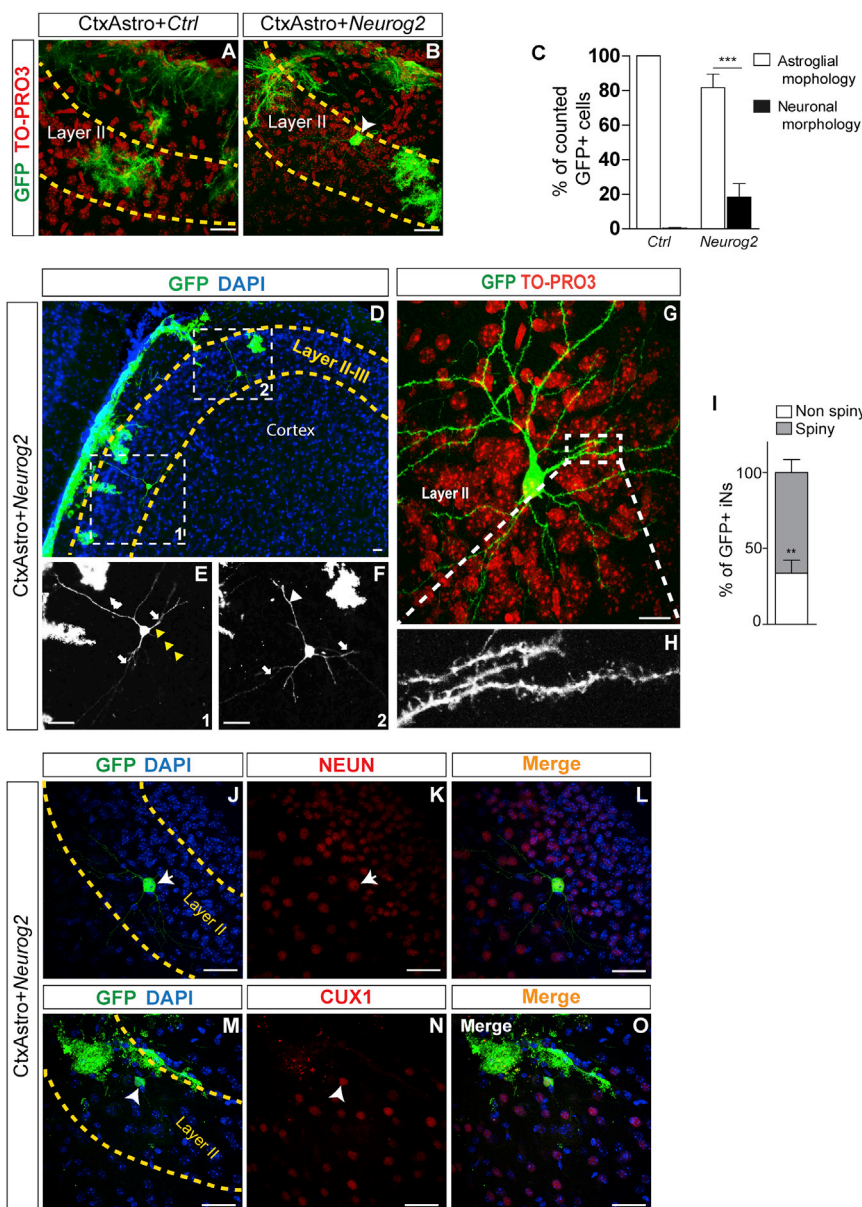 CtxAstro+Ctrl
CtxAstro+Neurog2
GFP TO-PRO3
A
Layer II
B
Layer II
C
% of counted
GFP+ cells
100
80
60
40
20
0
***
Ctrl
Neurog2
Astroglial
mophology
Neuronal
morphology
CtxAstro+Neurog2
GFP DAPI
D
Layer II-III
Cortex
2
1
E
1
F
2
GFP TO-PRO3
G
Layer II
H
I
Non spiny
Spiny
% of GFP+ iNs
100
50
0
**
CtxAstro+Neurog2
GFP DAPI
NEUN
Merge
J
Layer II
K
L
GFP DAPI
CUX1
Merge
M
Layer II
N
Merge
O